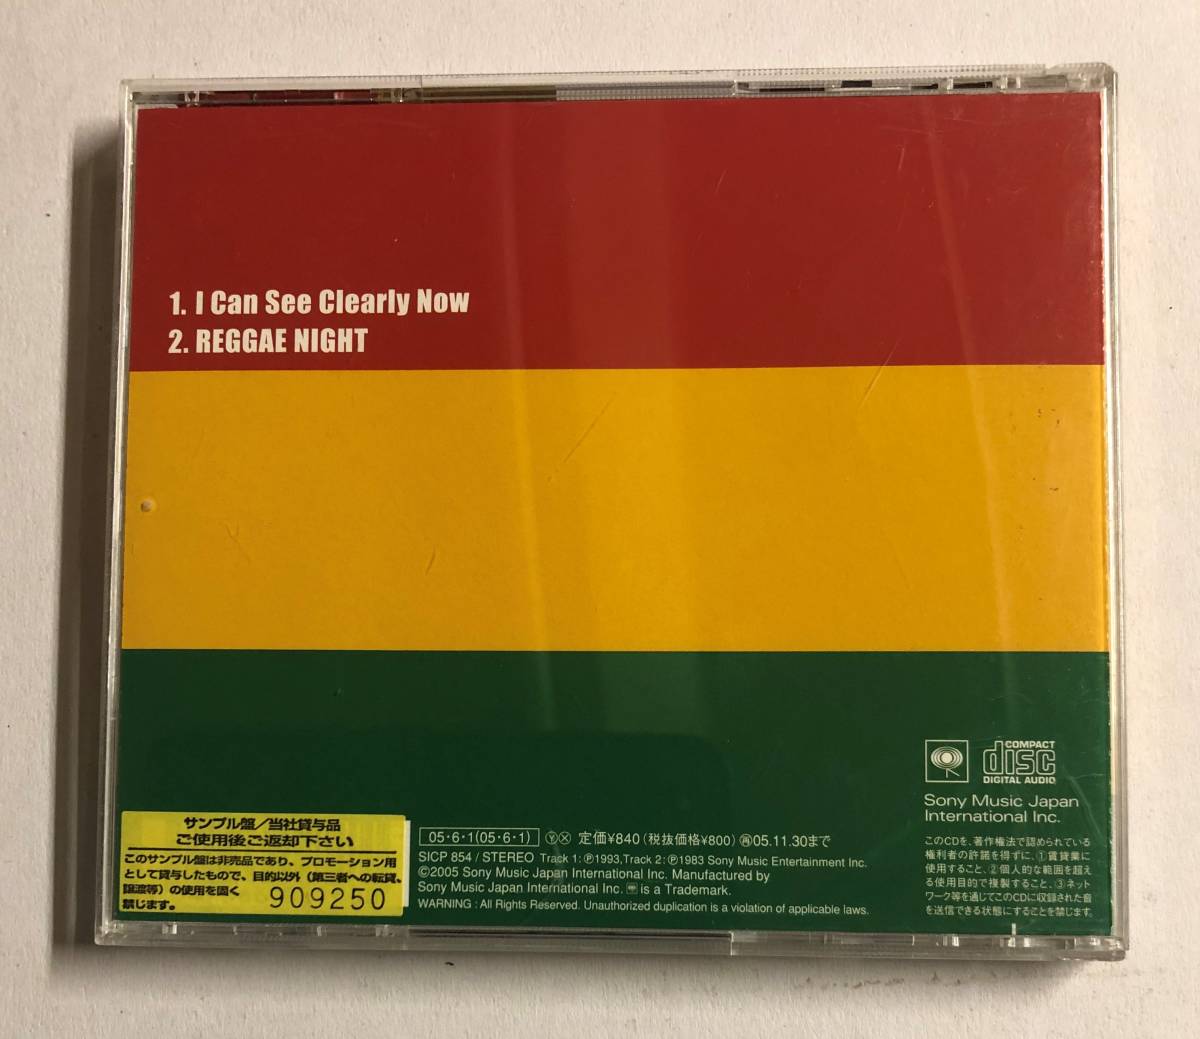 1. I Can See Clearly Now
2. REGGAE NIGHT
COMPACT
disc
DIGITAL AUDIO
Sony Music Japan
International Inc.
サンプル盤/当社貸与品
ご使用後ご返却下さい
このサンプル盤は非売品であり、プロモーション用
として貸与したもので、目的以外(第三者への転貸、
譲渡等)の使用を固く
禁じます。
909250
05・6・1(05・6・1) Ⓨ Ⓧ 定価¥840(税抜価格¥800) 05.11.30まで
SICP 854 / STEREO Track 1: ℗1993, Track 2: ℗1983 Sony Music Entertainment Inc.
©2005 Sony Music Japan International Inc. Manufactured by
Sony Music Japan International Inc. is a Trademark.
WARNING : All Rights Reserved. Unauthorized duplication is a violation of applicable laws.
このCDを、著作権法で認められている
権利者の許諾を得ずに、①賃貸業に
使用すること、②個人的な範囲を超え
る使用目的で複製すること、③ネット
ワーク等を通じてこのCDに収録された音
を送信できる状態にすることを禁じます。